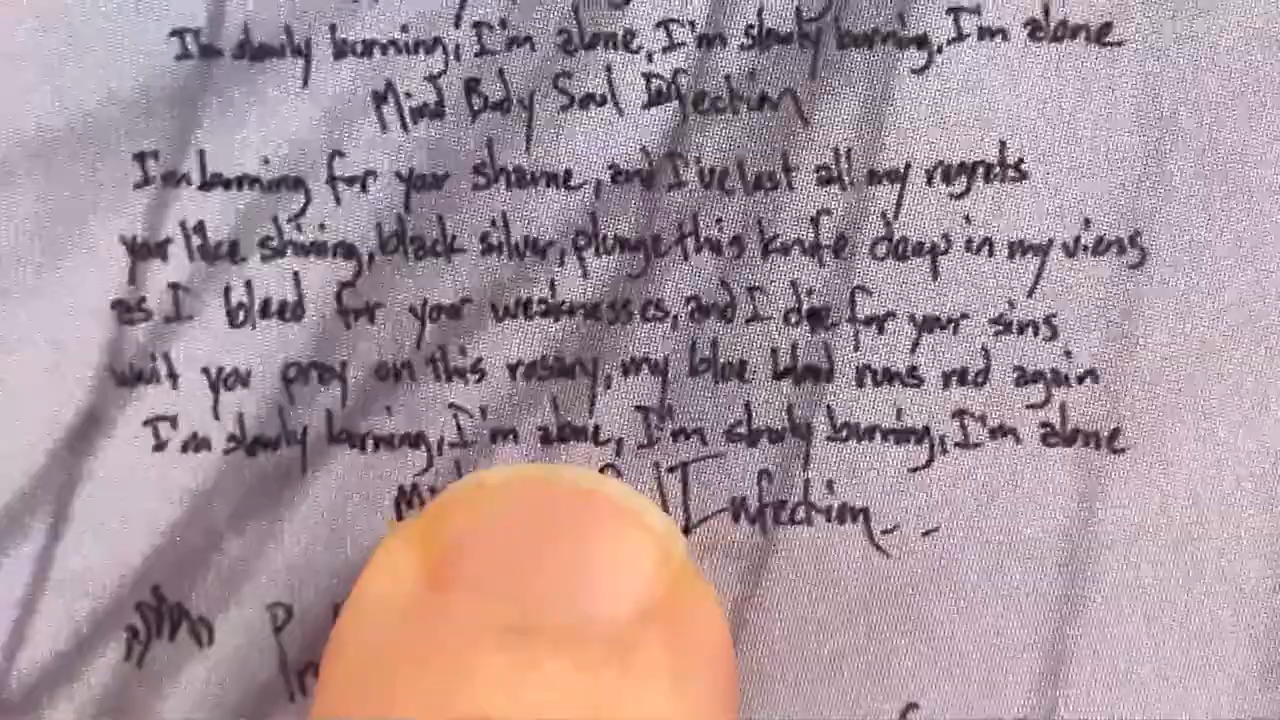 I'm slowly burning, I'm alone, I'm slowly burning, I'm alone
Mind Body Soul Infection
I'm burning for your shame, and I've lost all my regrets
your like shining, black silver, plunge this knife deep in my viens
as I bleed for your weaknesses, and I die for your sins
wait you pray on this rosary, my blue blood runs red again
I'm slowly burning, I'm alone, I'm slowly burning, I'm alone
Infection